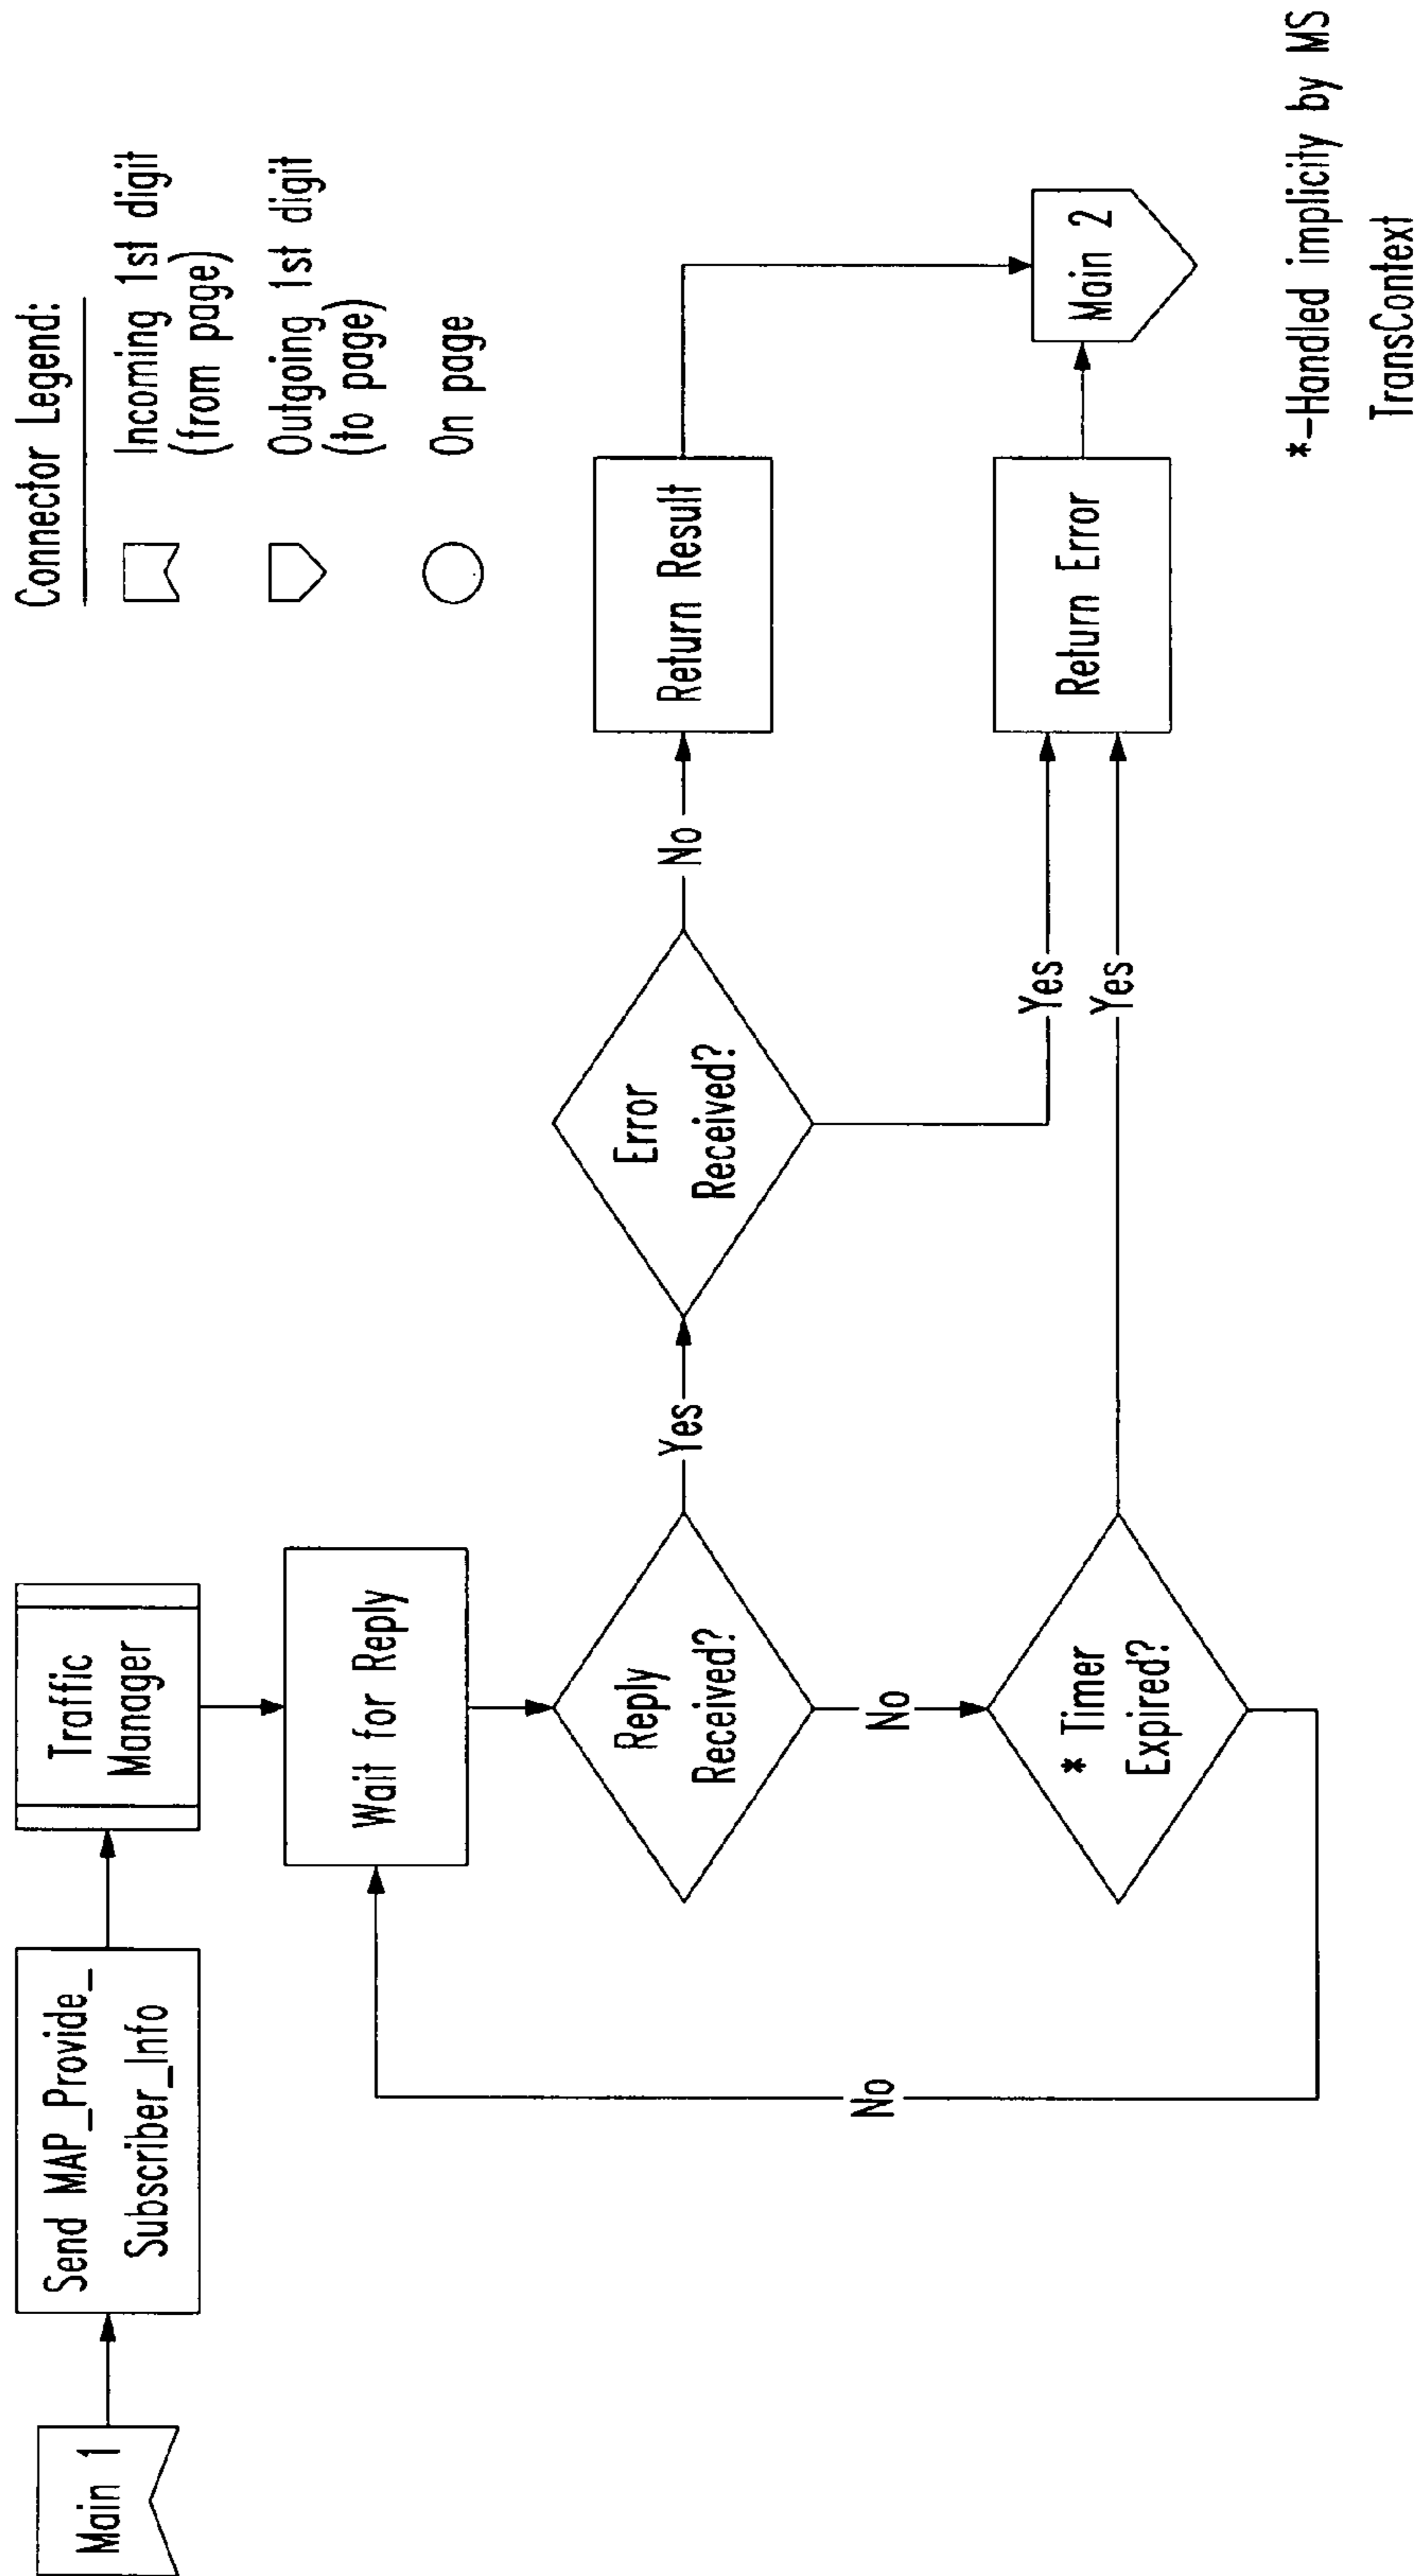 Main 1
Send MAP_Provide_
Subscriber_Info
Traffic
Manager
Connector Legend:
Incoming 1st digit
(from page)
Outgoing 1st digit
(to page)
On page
Wait for Reply
Reply
Received?
Yes
Error
Received?
No
Return Result
No
* Timer
Expired?
Yes
Yes
Return Error
Main 2
No
*-Handled implicity by MS
TransContext